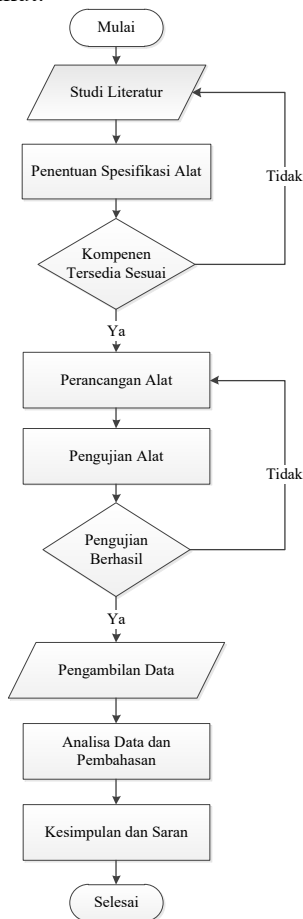 Mulai
Studi Literatur
Penentuan Spesifikasi Alat
Tidak
Kompenen
Tersedia Sesuai
Ya
Perancangan Alat
Pengujian Alat
Tidak
Pengujian
Berhasil
Ya
Pengambilan Data
Analisa Data dan
Pembahasan
Kesimpulan dan Saran
Selesai